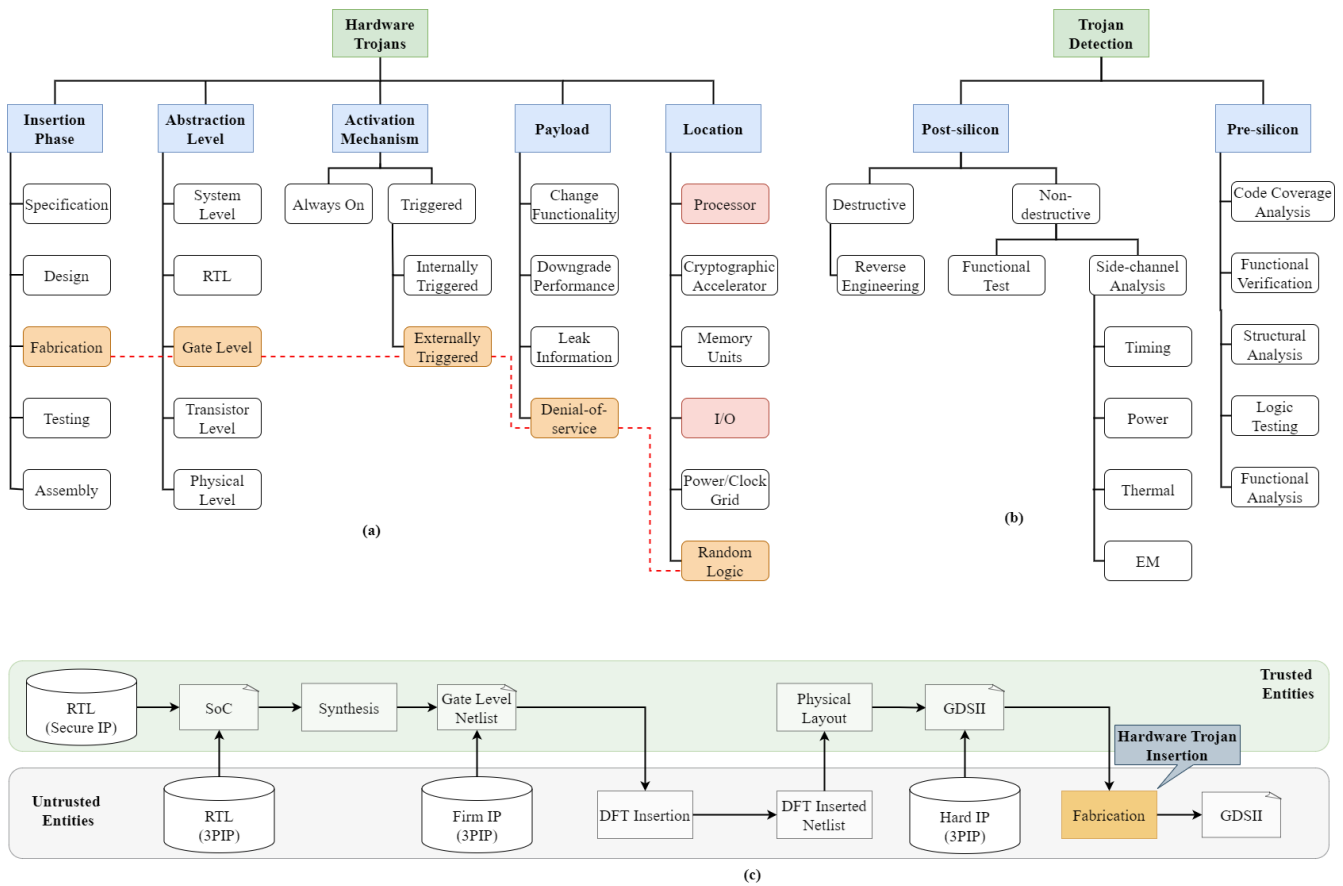 Hardware
Trojans
Insertion
Phase
Abstraction
Level
Activation
Mechanism
Payload
Location
Specification
Design
Fabrication
Testing
Assembly
System
Level
RTL
Gate Level
Transistor
Level
Physical
Level
Always On
Triggered
Internally
Triggered
Externally
Triggered
Change
Functionality
Downgrade
Performance
Leak
Information
Denial-of-
service
Processor
Cryptographic
Accelerator
Memory
Units
I/O
Power/Clock
Grid
Random
Logic
(a)
Trojan
Detection
Post-silicon
Pre-silicon
Destructive
Reverse
Engineering
Non-
destructive
Functional
Test
Side-channel
Analysis
Timing
Power
Thermal
EM
Code Coverage
Analysis
Functional
Verification
Structural
Analysis
Logic
Testing
Functional
Analysis
(b)
Trusted
Entities
RTL
(Secure IP)
SoC
Synthesis
Gate Level
Netlist
Physical
Layout
GDSII
Hardware Trojan
Insertion
Untrusted
Entities
RTL
(3PIP)
Firm IP
(3PIP)
DFT Insertion
DFT Inserted
Netlist
Hard IP
(3PIP)
Fabrication
GDSII
(c)